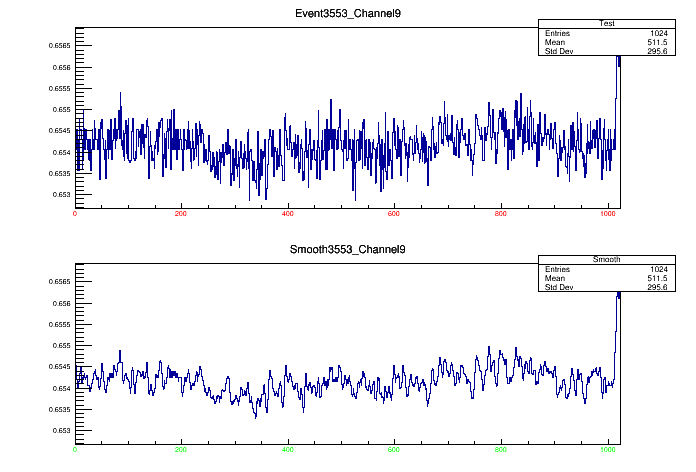 Event3553_Channel9
Test
Entries 1024
Mean 511.5
Std Dev 295.6
0.6565
0.656
0.6555
0.655
0.6545
0.654
0.6535
0.653
0 200 400 600 800 1000
Smooth3553_Channel9
Smooth
Entries 1024
Mean 511.5
Std Dev 295.6
0.6565
0.656
0.6555
0.655
0.6545
0.654
0.6535
0.653
0 200 400 600 800 1000